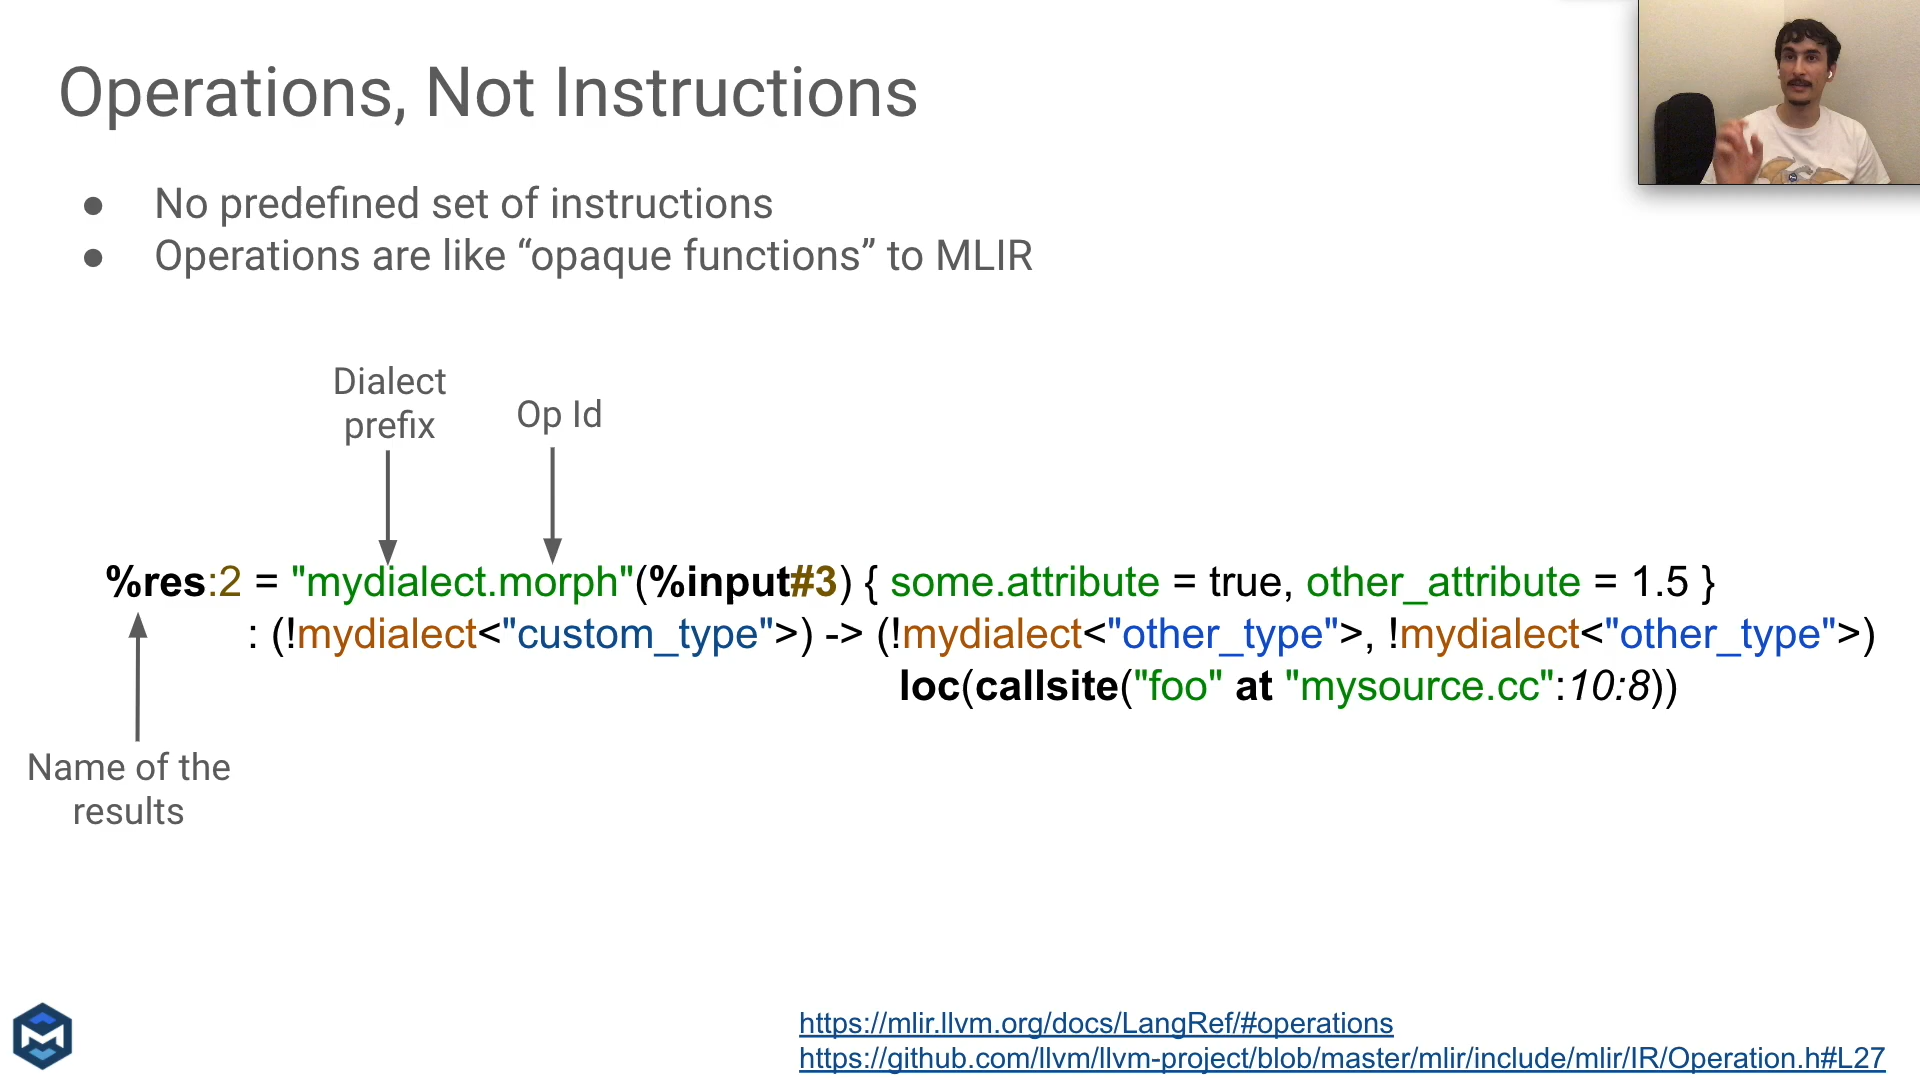 Operations, Not Instructions
● No predefined set of instructions
● Operations are like “opaque functions” to MLIR
Dialect
prefix
Op Id
%res:2 = "mydialect.morph"(%input#3) { some.attribute = true, other_attribute = 1.5 }
: (!mydialect<"custom_type">) -> (!mydialect<"other_type">, !mydialect<"other_type">)
loc(callsite("foo" at "mysource.cc":10:8))
Name of the
results
https://mlir.llvm.org/docs/LangRef/#operations
https://github.com/llvm/llvm-project/blob/master/mlir/include/mlir/IR/Operation.h#L27